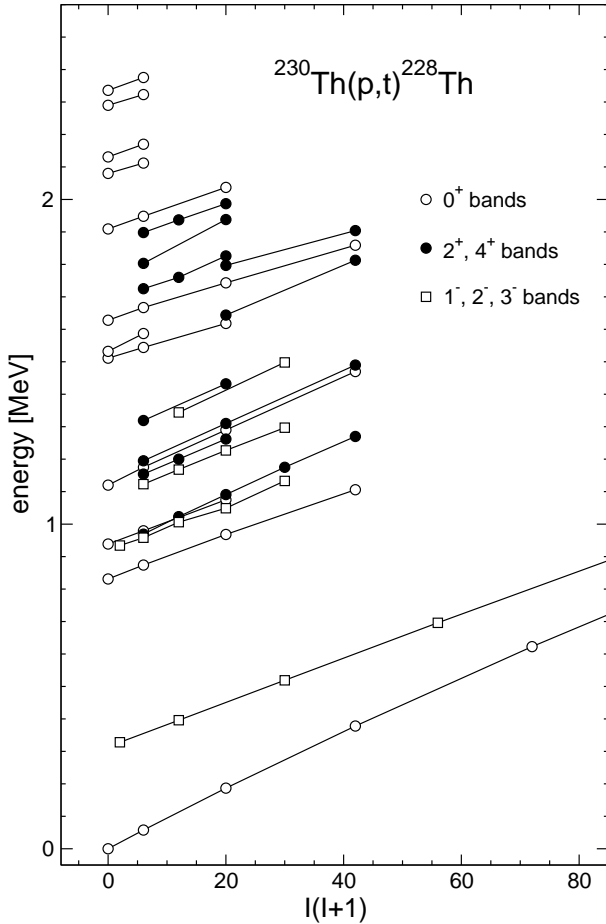 ²³⁰Th(p,t)²²⁸Th
0⁺ bands
2⁺, 4⁺ bands
1⁻, 2⁻, 3⁻ bands
energy [MeV]
2
1
0
0 20 40 60 80
I(I+1)